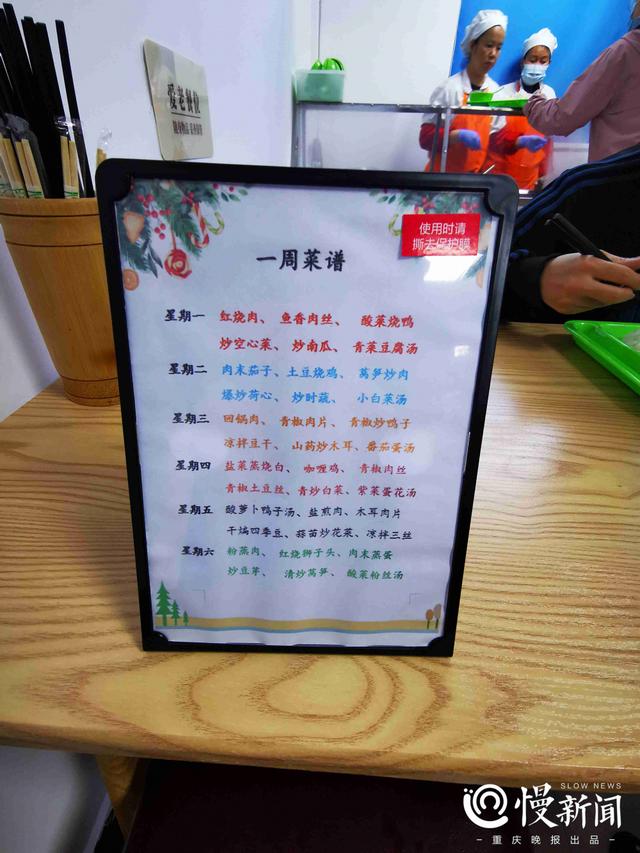 爱老餐位
使用时请
撕去保护膜
一周菜谱
星期一 红烧肉、鱼香肉丝、酸菜烧鸭
炒空心菜、炒南瓜、青菜豆腐汤
星期二 肉末茄子、土豆烧鸡、莴笋炒肉
爆炒荷心、炒时蔬、小白菜汤
星期三 回锅肉、青椒肉片、青椒炒鸭子
凉拌豆干、山药炒木耳、番茄蛋汤
星期四 盐菜蒸烧白、咖喱鸡、青椒肉丝
青椒土豆丝、青炒白菜、紫菜蛋花汤
星期五 酸萝卜鸭子汤、盐煎肉、木耳肉片
干煸四季豆、蒜苗炒花菜、凉拌三丝
星期六 粉蒸肉、红烧狮子头、肉末蒸蛋
炒豆芽、清炒莴笋、酸菜粉丝汤
SLOW NEWS
慢新闻
重庆晚报出品